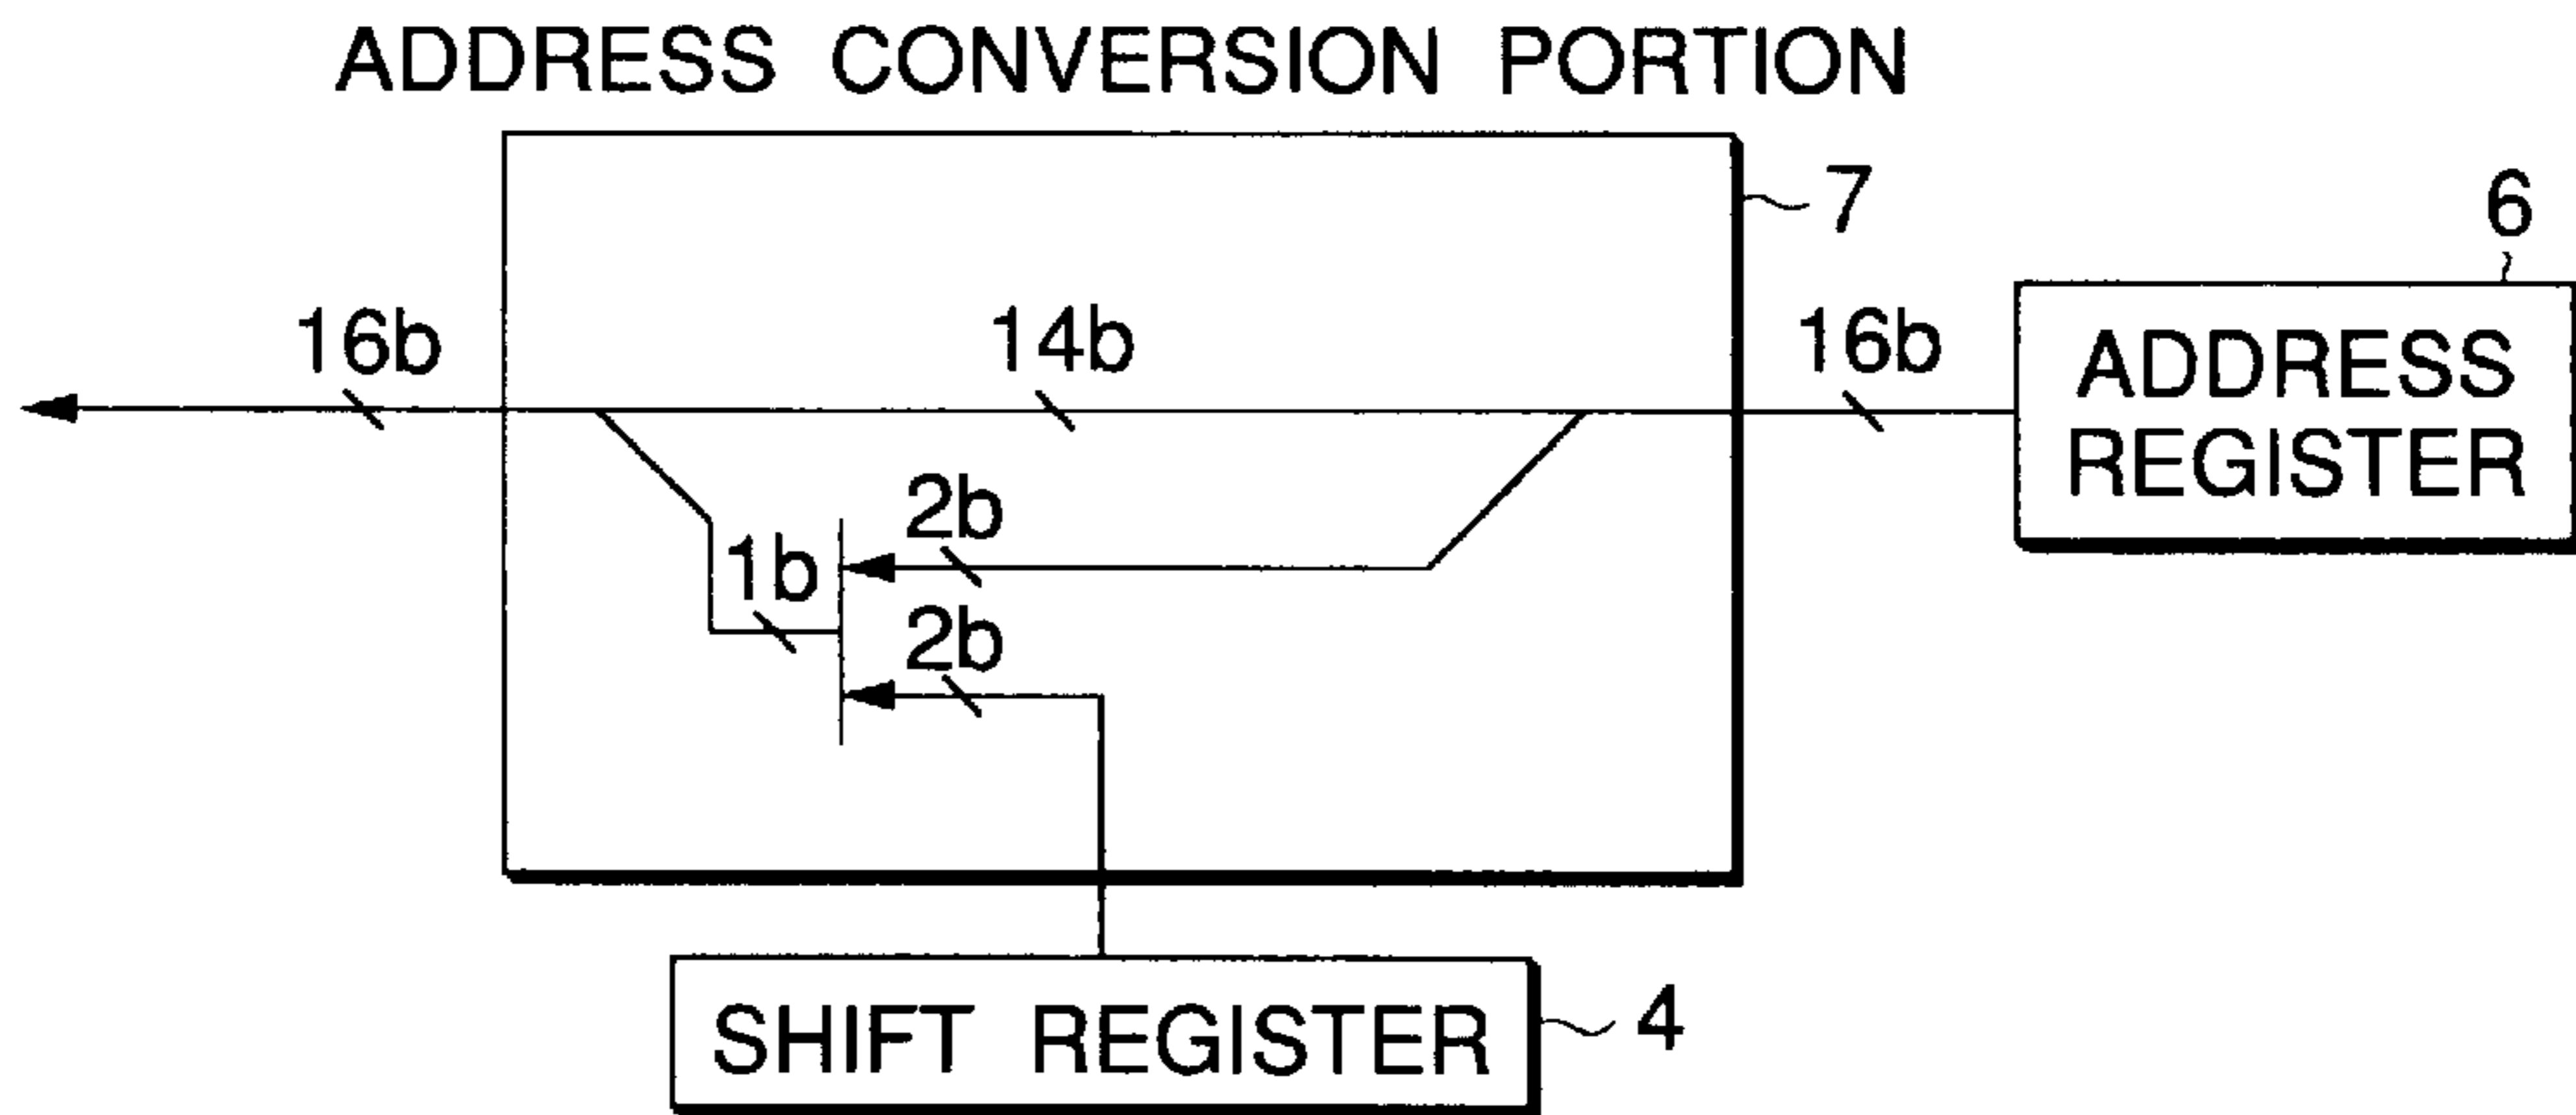 ADDRESS CONVERSION PORTION
7
6
16b
14b
16b
ADDRESS
REGISTER
2b
1b
2b
SHIFT REGISTER
4